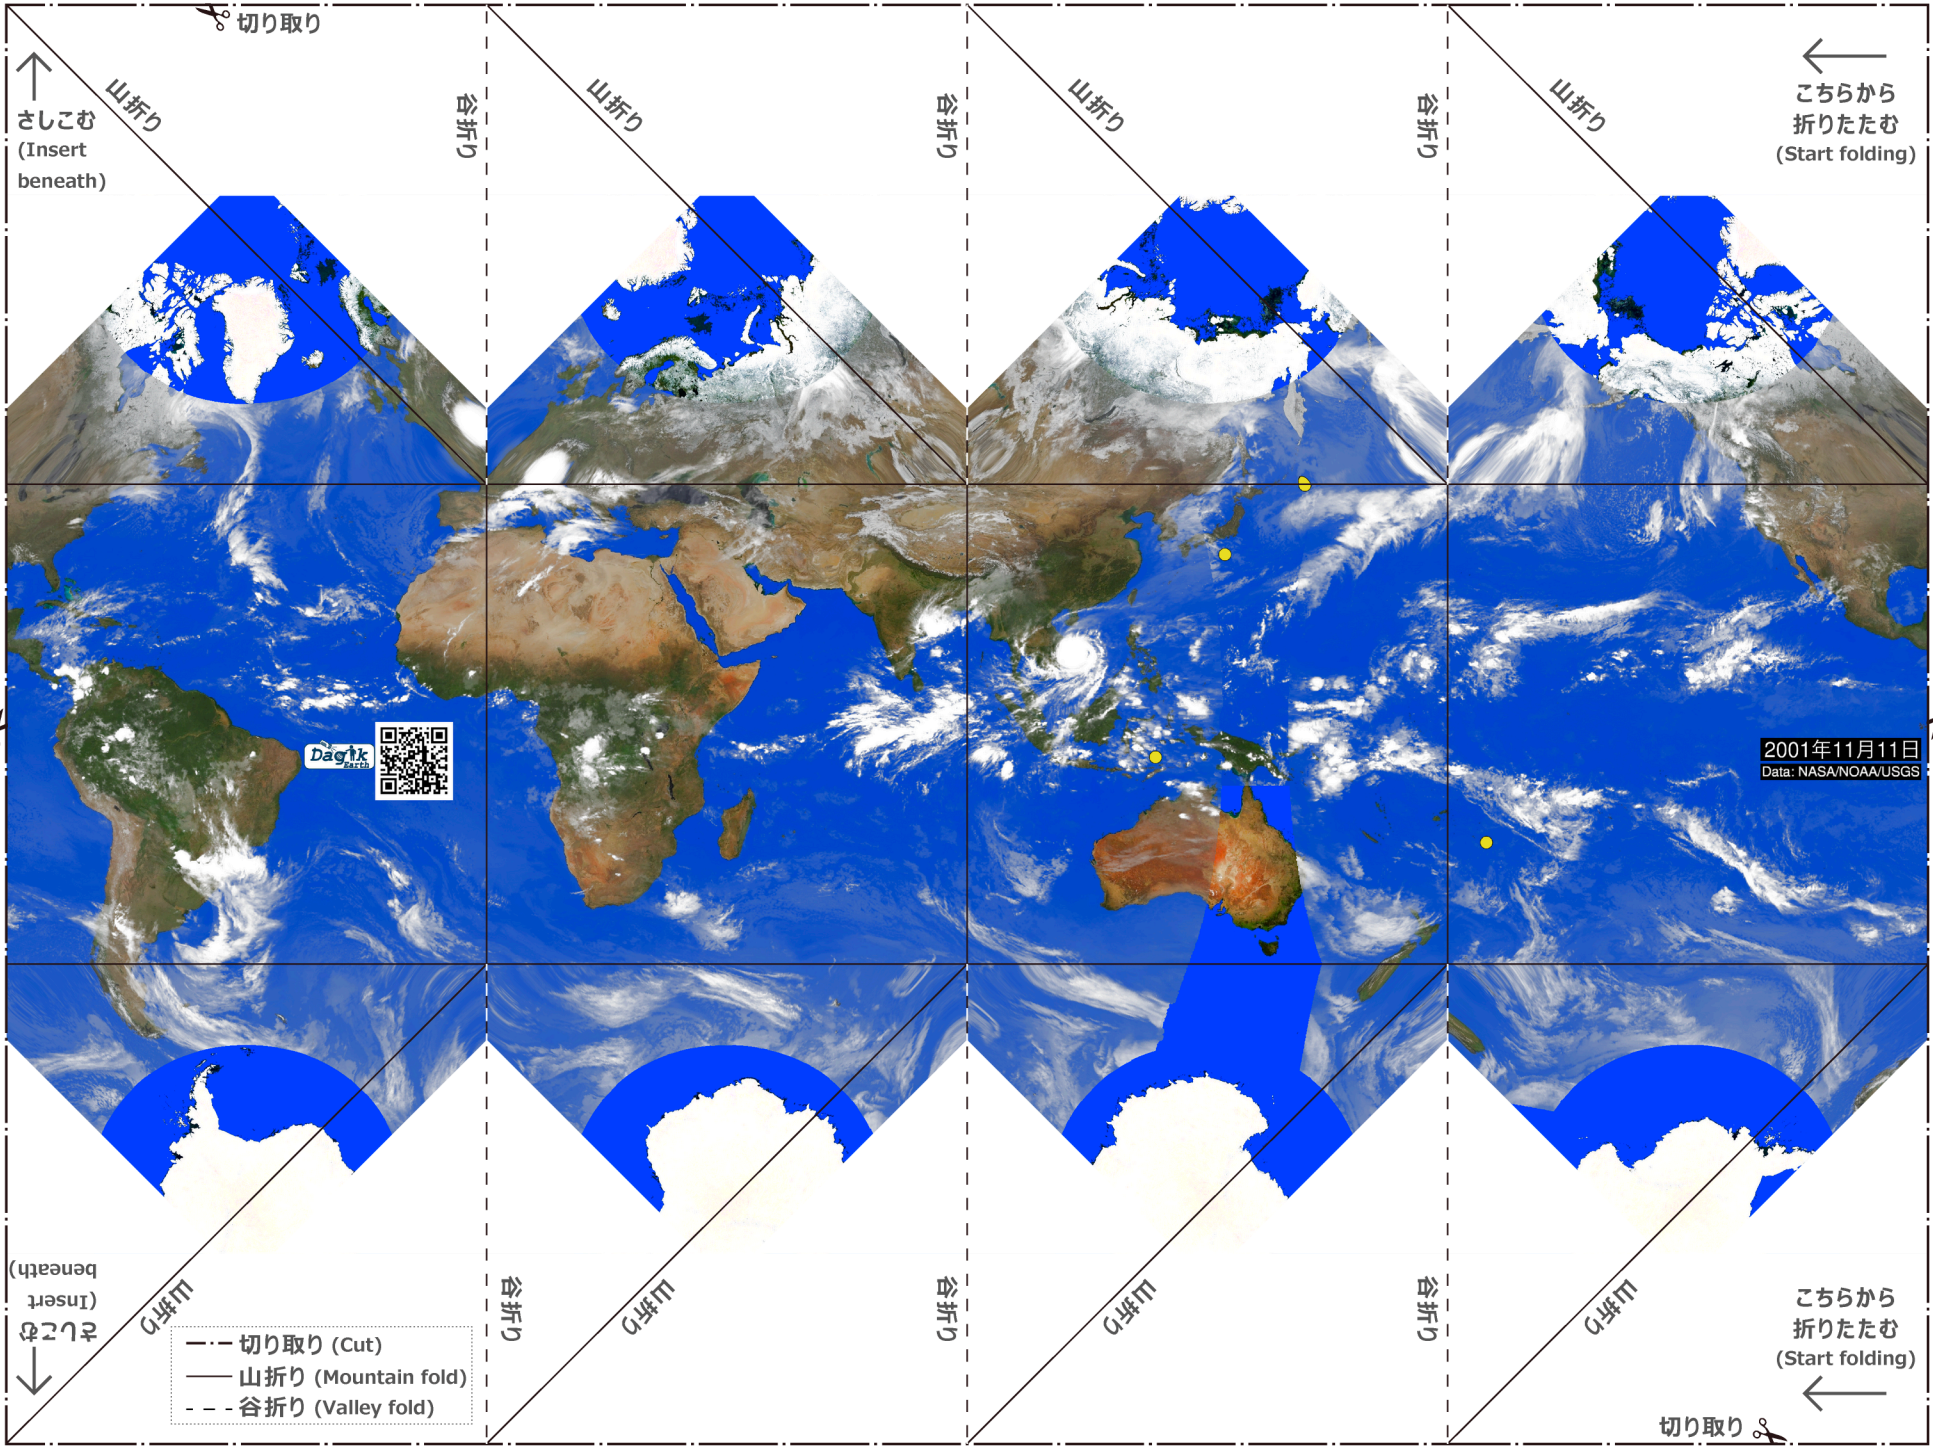 切り取り
山折り
谷折り
山折り
谷折り
山折り
谷折り
山折り
さしこむ
(Insert
beneath)
こちらから
折りたたむ
(Start folding)
Dagik
Earth
2001年11月11日
Data: NASA/NOAA/USGS
さしこむ
(Insert
beneath)
山折り
谷折り
山折り
谷折り
山折り
谷折り
山折り
こちらから
折りたたむ
(Start folding)
切り取り (Cut)
山折り (Mountain fold)
谷折り (Valley fold)
切り取り